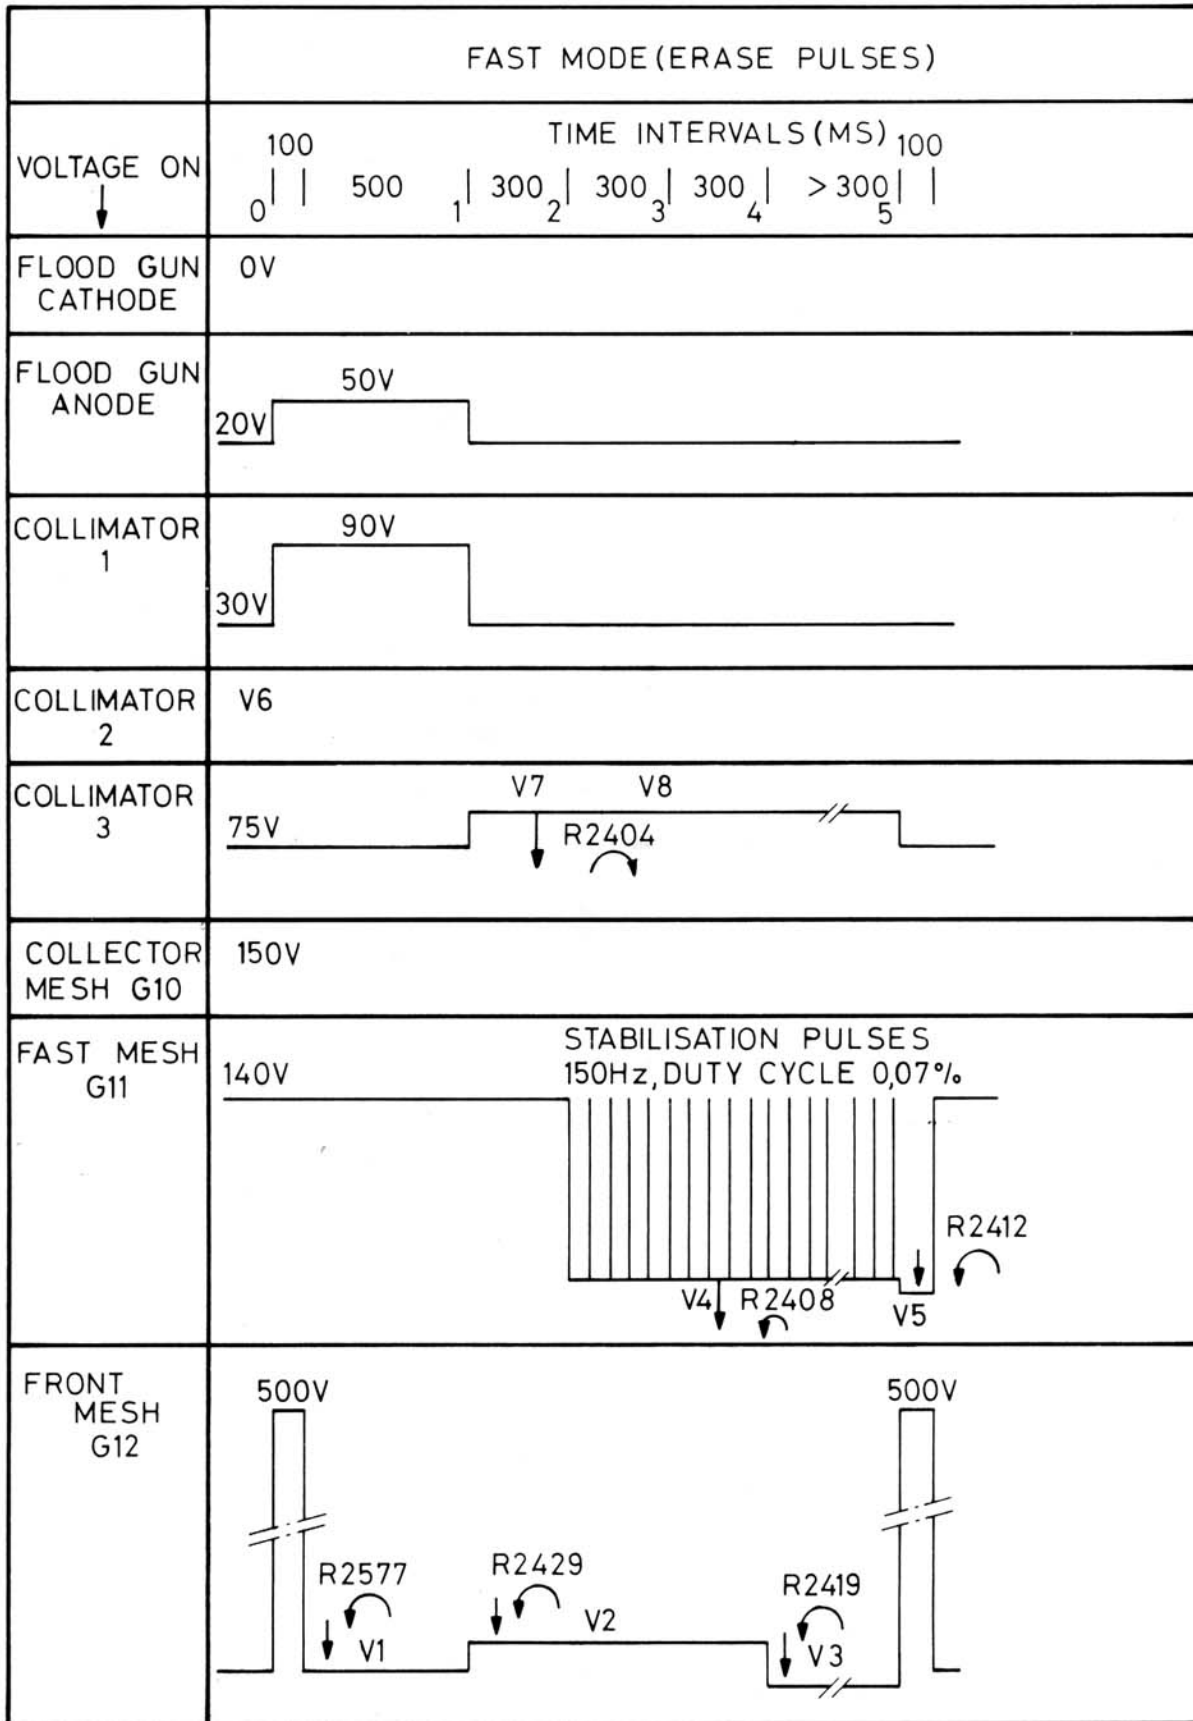 FAST MODE (ERASE PULSES)
VOLTAGE ON
TIME INTERVALS (MS)
100
100
500
300
300
300
> 300
0
1
2
3
4
5
FLOOD GUN
CATHODE
0V
FLOOD GUN
ANODE
50V
20V
COLLIMATOR
1
90V
30V
COLLIMATOR
2
V6
COLLIMATOR
3
V7
V8
75V
R2404
COLLECTOR
MESH G10
150V
FAST MESH
G11
140V
STABILISATION PULSES
150Hz, DUTY CYCLE 0,07%
R2412
V4
R2408
V5
FRONT
MESH
G12
500V
500V
R2577
R2429
R2419
V1
V2
V3